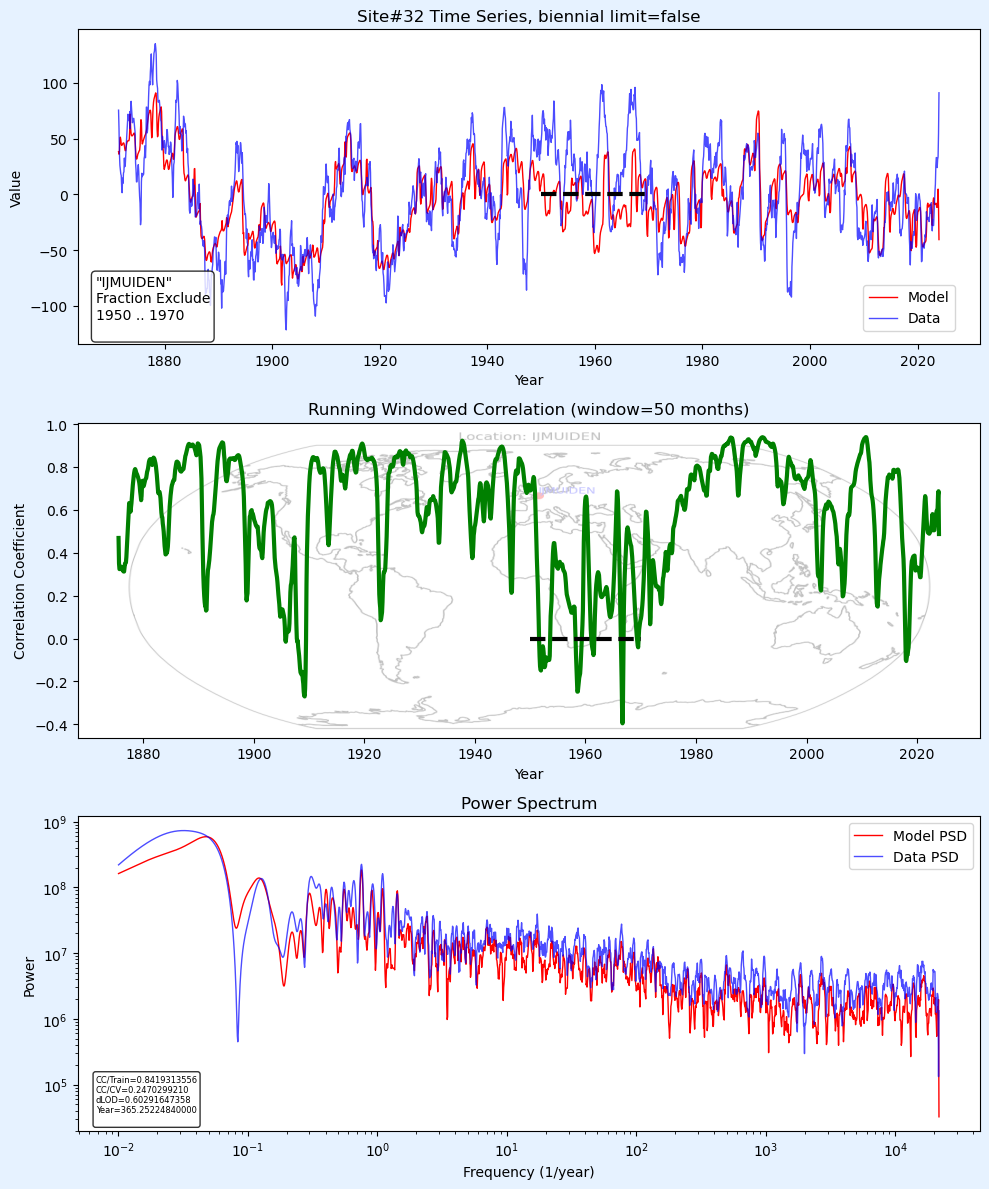 Site#32 Time Series, biennial limit=false
Value
100
50
0
−50
−100
"IJMUIDEN"
Fraction Exclude
1950 .. 1970
Model
Data
1880 1900 1920 1940 1960 1980 2000 2020
Year
Running Windowed Correlation (window=50 months)
Correlation Coefficient
1.0
0.8
0.6
0.4
0.2
0.0
−0.2
−0.4
Location: IJMUIDEN
IJMUIDEN
1880 1900 1920 1940 1960 1980 2000 2020
Year
Power Spectrum
Power
10⁹
10⁸
10⁷
10⁶
10⁵
Model PSD
Data PSD
CC/Train=0.8419313556
CC/CV=0.2470299210
dLOD=0.60291647358
Year=365.25224840000
10⁻² 10⁻¹ 10⁰ 10¹ 10² 10³ 10⁴
Frequency (1/year)